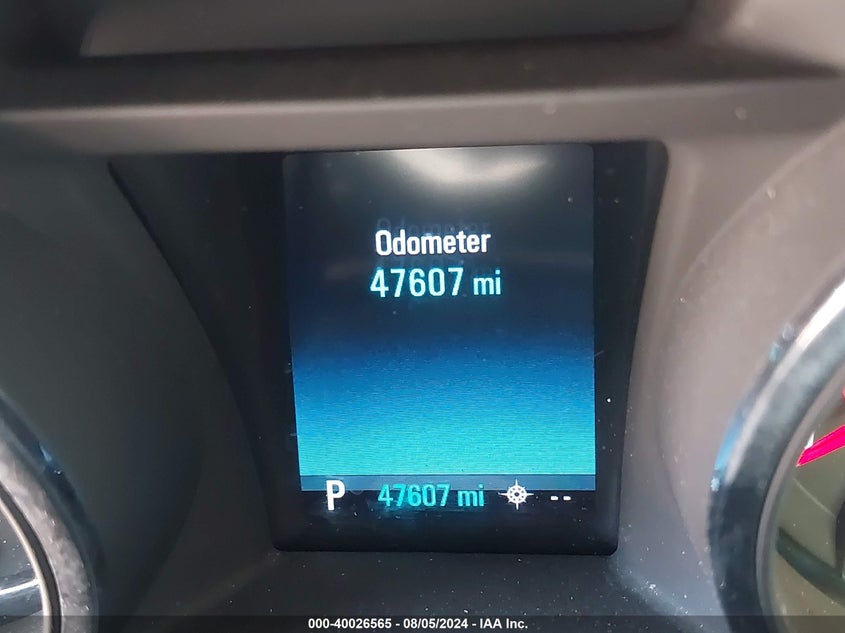 Odometer
47607 mi
P 47607 mi --
000-40026565 - 08/05/2024 - IAA Inc.